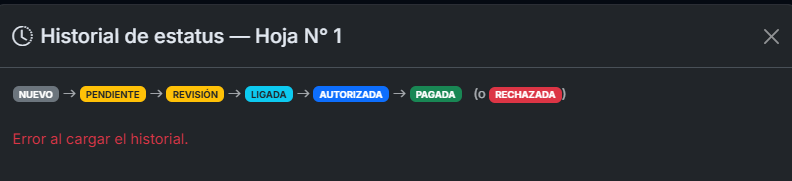 Historial de estatus — Hoja N° 1
NUEVO → PENDIENTE → REVISIÓN → LIGADA → AUTORIZADA → PAGADA (o RECHAZADA)
Error al cargar el historial.